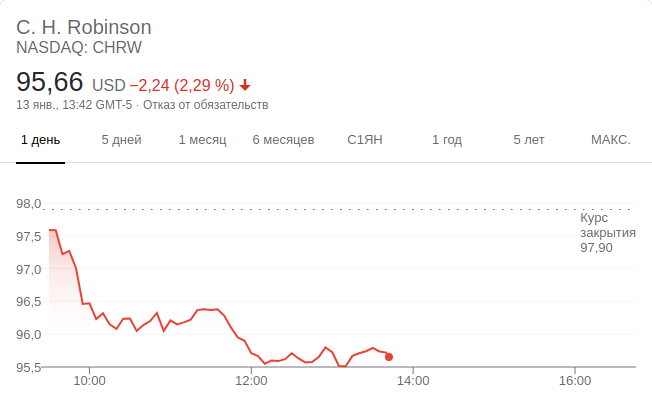 C. H. Robinson
NASDAQ: CHRW
95,66 USD −2,24 (2,29 %)
13 янв., 13:42 GMT-5 · Отказ от обязательств
1 день 5 дней 1 месяц 6 месяцев С1ЯН 1 год 5 лет МАКС.
98,0
Курс
закрытия
97,90
97,5
97,0
96,5
96,0
95,5
10:00 12:00 14:00 16:00